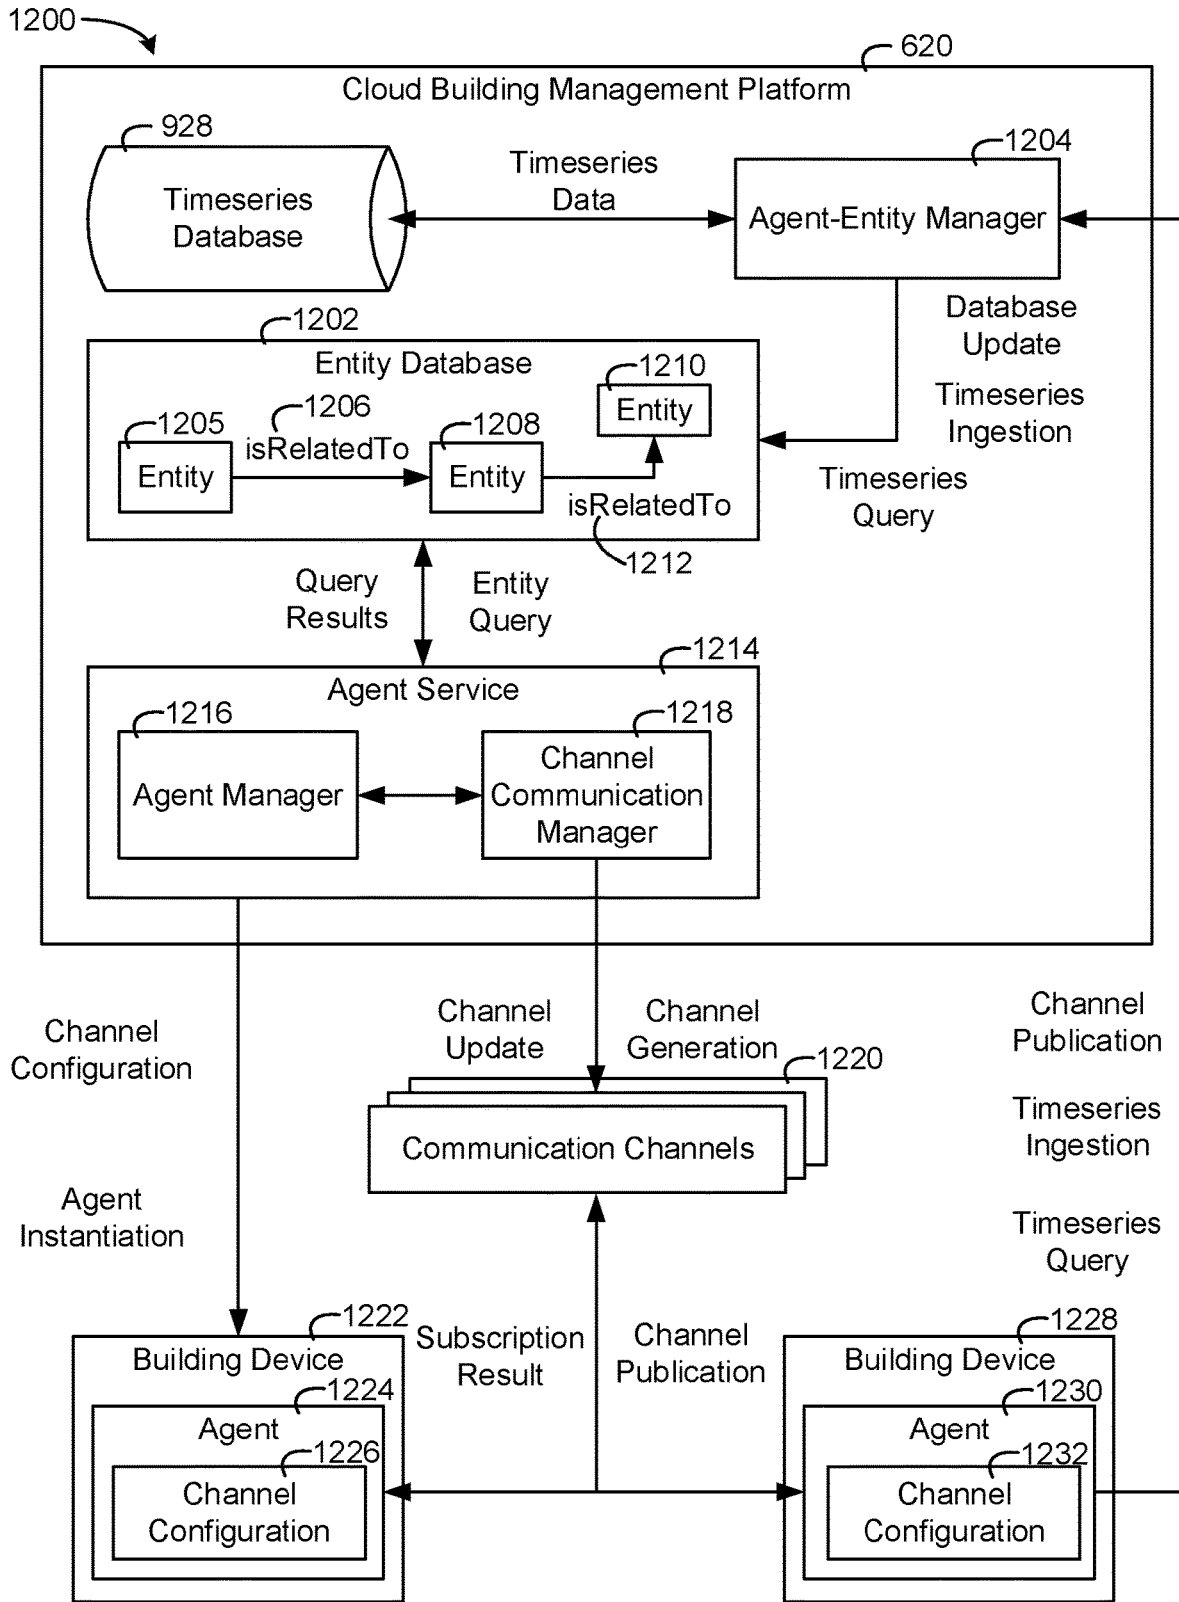 1200
620
Cloud Building Management Platform
928
Timeseries
Database
Timeseries
Data
1204
Agent-Entity Manager
Database
Update
Timeseries
Ingestion
Timeseries
Query
1202
Entity Database
1205
Entity
1206
isRelatedTo
1208
Entity
1210
Entity
isRelatedTo
1212
Query
Results
Entity
Query
1214
Agent Service
1216
Agent Manager
1218
Channel
Communication
Manager
Channel
Configuration
Agent
Instantiation
Channel
Update
Channel
Generation
1220
Communication Channels
Channel
Publication
Timeseries
Ingestion
Timeseries
Query
1222
Building Device
1224
Agent
1226
Channel
Configuration
Subscription
Result
Channel
Publication
1228
Building Device
1230
Agent
1232
Channel
Configuration